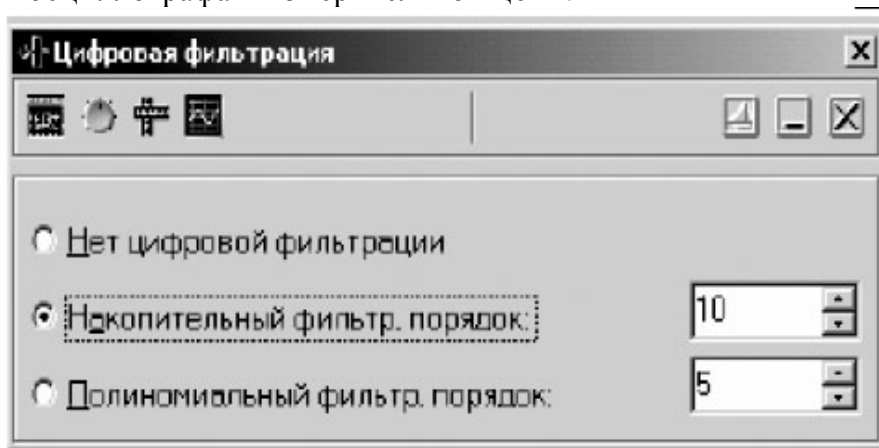 Цифровая фильтрация
Нет цифровой фильтрации
Накопительный фильтр. порядок:
10
Полиномиальный фильтр. порядок:
5